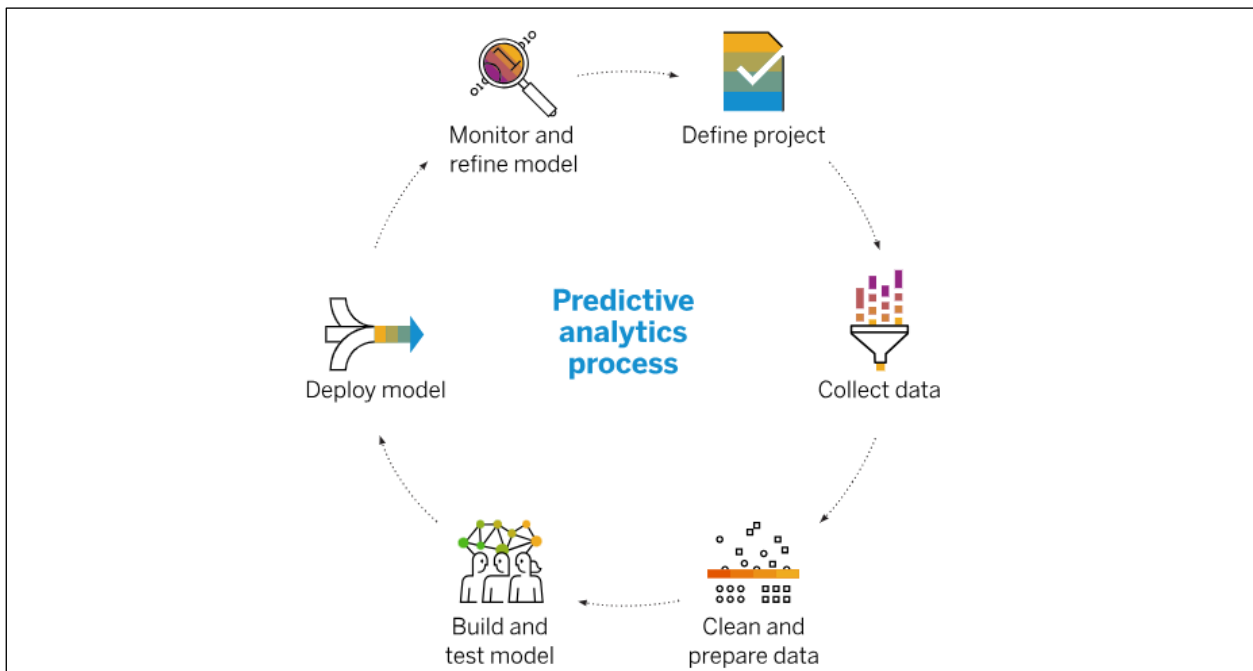 Monitor and
refine model
Define project
Collect data
Clean and
prepare data
Build and
test model
Deploy model
Predictive
analytics
process